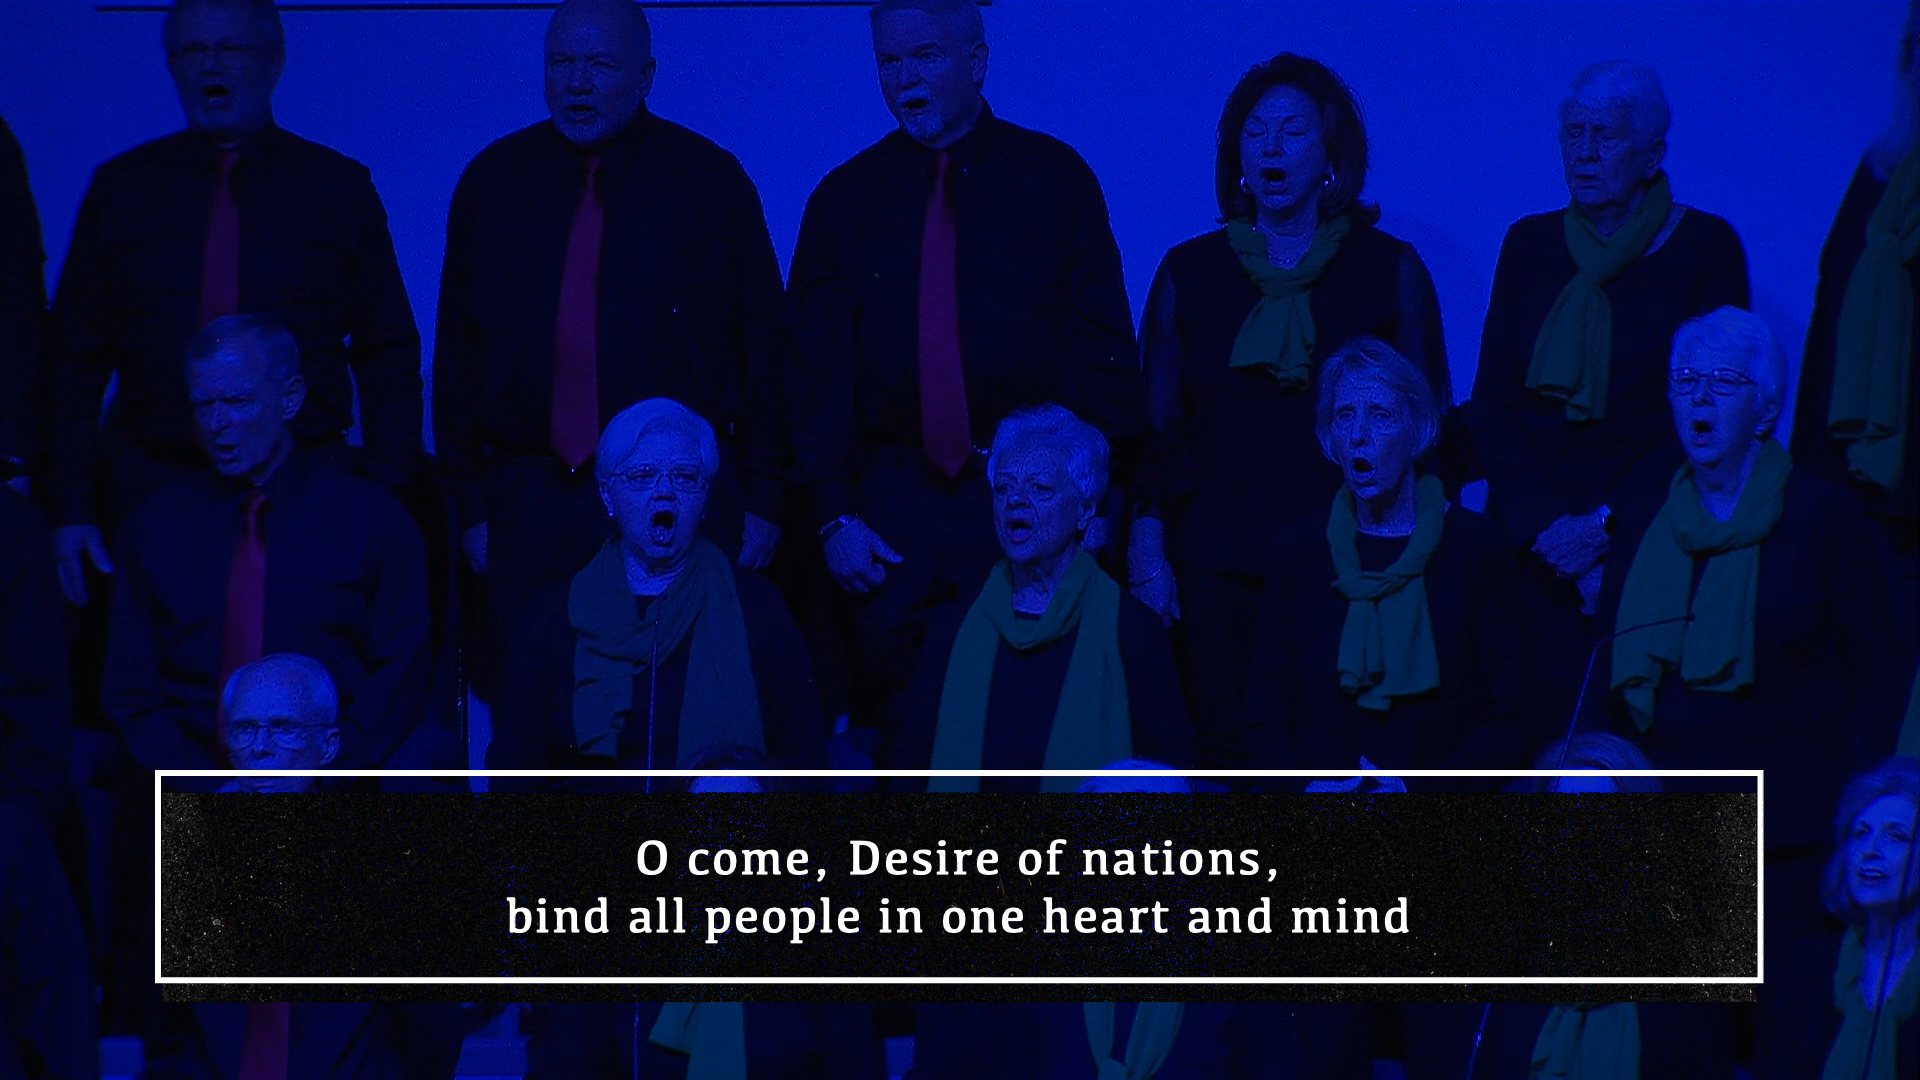 O come, Desire of nations,
bind all people in one heart and mind